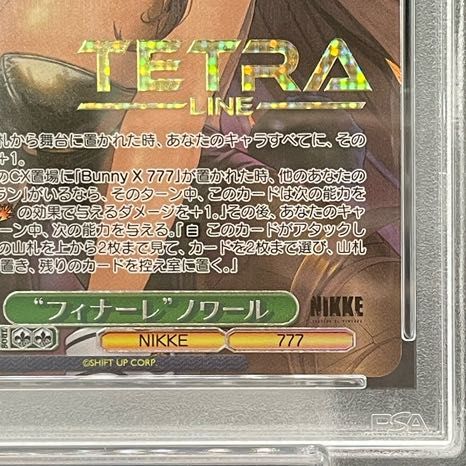 TETRA
LINE
札から舞台に置かれた時、あなたのキャラすべてに、その
+1。
のCX置場に「Bunny X 777」が置かれた時、他のあなたの
ラン」がいるなら、そのターン中、このカードは次の能力を
の効果で与えるダメージを+1。」その後、あなたのキャ
ーン中、次の能力を与える。『自 このカードがアタックし
の山札を上から2枚まで見て、カードを2枚まで選び、山札
置き、残りのカードを控え室に置く。』
"フィナーレ" ノワール
NIKKE
SOUL
NIKKE
777
©SHIFT UP CORP.
PSA